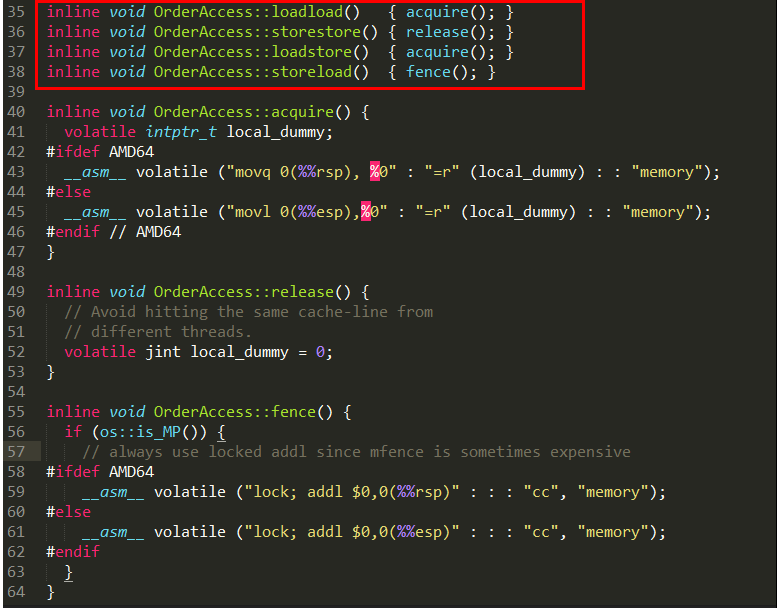 35 inline void OrderAccess::loadload()   { acquire(); }
36 inline void OrderAccess::storestore() { release(); }
37 inline void OrderAccess::loadstore()  { acquire(); }
38 inline void OrderAccess::storeload()  { fence(); }
39
40 inline void OrderAccess::acquire() {
41   volatile intptr_t local_dummy;
42 #ifdef AMD64
43   __asm__ volatile ("movq 0(%%rsp), %0" : "=r" (local_dummy) : : "memory");
44 #else
45   __asm__ volatile ("movl 0(%%esp),%0" : "=r" (local_dummy) : : "memory");
46 #endif // AMD64
47 }
48
49 inline void OrderAccess::release() {
50   // Avoid hitting the same cache-line from
51   // different threads.
52   volatile jint local_dummy = 0;
53 }
54
55 inline void OrderAccess::fence() {
56   if (os::is_MP()) {
57     // always use locked addl since mfence is sometimes expensive
58 #ifdef AMD64
59     __asm__ volatile ("lock; addl $0,0(%%rsp)" : : : "cc", "memory");
60 #else
61     __asm__ volatile ("lock; addl $0,0(%%esp)" : : : "cc", "memory");
62 #endif
63   }
64 }